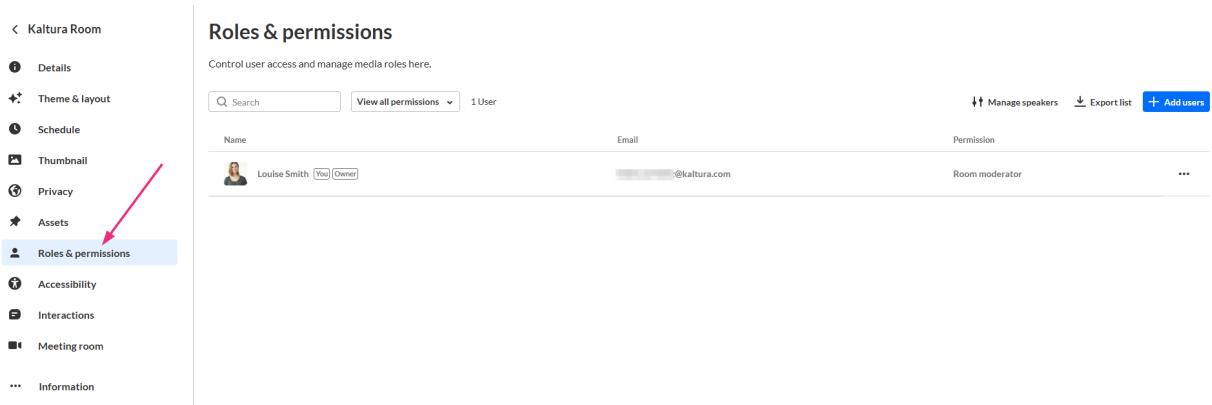 Kaltura Room
Details
Theme & layout
Schedule
Thumbnail
Privacy
Assets
Roles & permissions
Accessibility
Interactions
Meeting room
Information
Roles & permissions
Control user access and manage media roles here.
Search View all permissions 1 User Manage speakers Export list Add users
Name Email Permission
Louise Smith You Owner @kaltura.com Room moderator